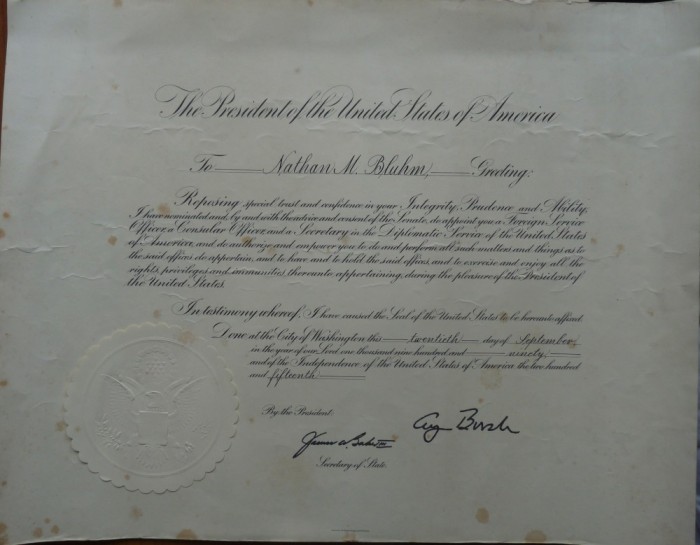 The President of the United States of America
To Nathan M. Bluhm, Greeting:
Reposing special trust and confidence in your Integrity, Prudence and Ability,
I have nominated and, by and with the advice and consent of the Senate, do appoint you a Foreign Service
Officer, a Consular Officer, and a Secretary in the Diplomatic Service of the United States
of America, and do authorize and empower you to do and perform all such matters and things as to
the said offices do appertain, and to have and to hold the said offices, and to exercise and enjoy all the
rights, privileges and immunities thereunto appertaining, during the pleasure of the President of
the United States.
In testimony whereof, I have caused the Seal of the United States to be hereunto affixed.
Done at the City of Washington this twentieth day of September,
in the year of our Lord one thousand nine hundred and ninety,
and of the Independence of the United States of America the two hundred
and fifteenth.
By the President:
George Bush
James A. Baker III
Secretary of State.